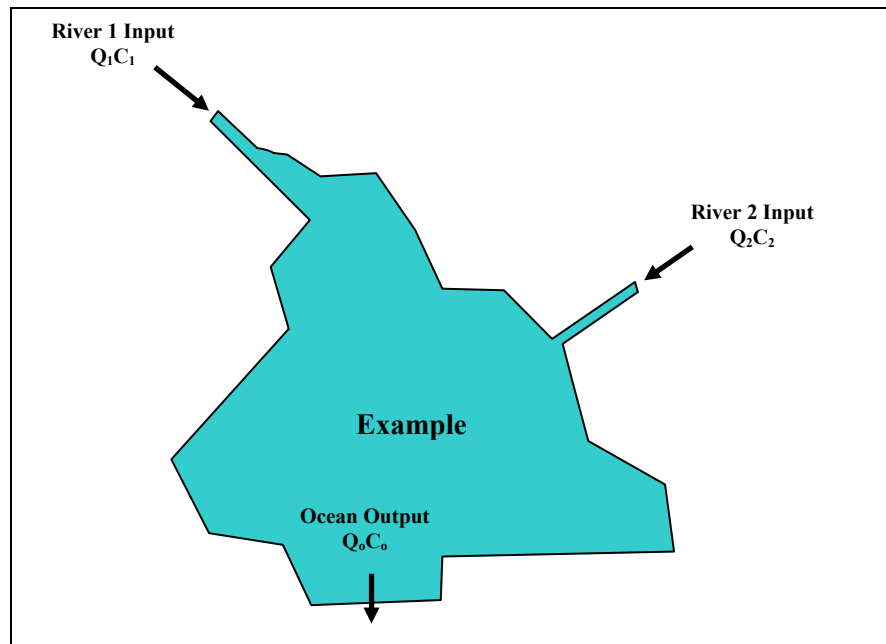 River 1 Input
Q₁C₁
River 2 Input
Q₂C₂
Example
Ocean Output
QₒCₒ